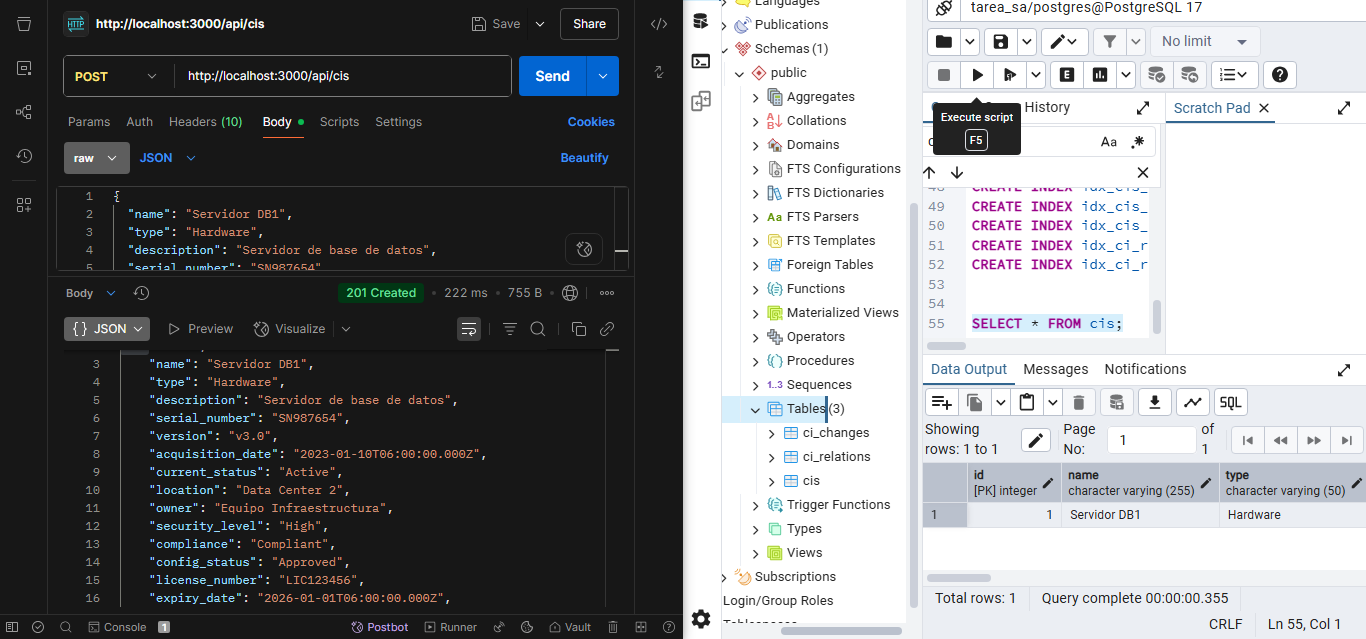 http://localhost:3000/api/cis
Save
Share
POST
http://localhost:3000/api/cis
Send
Params
Auth
Headers (10)
Body
Scripts
Settings
Cookies
raw
JSON
Beautify
1 {
2 "name": "Servidor DB1",
3 "type": "Hardware",
4 "description": "Servidor de base de datos",
5 "serial_number": "SN987654"
Body
201 Created
222 ms
755 B
{} JSON
Preview
Visualize
3 "name": "Servidor DB1",
4 "type": "Hardware",
5 "description": "Servidor de base de datos",
6 "serial_number": "SN987654",
7 "version": "v3.0",
8 "acquisition_date": "2023-01-10T06:00:00.000Z",
9 "current_status": "Active",
10 "location": "Data Center 2",
11 "owner": "Equipo Infraestructura",
12 "security_level": "High",
13 "compliance": "Compliant",
14 "config_status": "Approved",
15 "license_number": "LIC123456",
16 "expiry_date": "2026-01-01T06:00:00.000Z",
Console
1
Postbot
Runner
Vault
Languages
Publications
Schemas (1)
public
Aggregates
Collations
Domains
FTS Configurations
FTS Dictionaries
FTS Parsers
FTS Templates
Foreign Tables
Functions
Materialized Views
Operators
Procedures
Sequences
Tables (3)
ci_changes
ci_relations
cis
Trigger Functions
Types
Views
Subscriptions
Login/Group Roles
Tablespaces
tarea_sa/postgres@PostgreSQL 17
No limit
History
Scratch Pad
Execute script
F5
Aa
48 CREATE INDEX idx_cis_
49 CREATE INDEX idx_cis_
50 CREATE INDEX idx_cis_
51 CREATE INDEX idx_ci_r
52 CREATE INDEX idx_ci_r
53
54
55 SELECT * FROM cis;
Data Output
Messages
Notifications
SQL
Showing rows: 1 to 1
Page No:
1
of 1
id
[PK] integer
name
character varying (255)
type
character varying (50)
1
1
Servidor DB1
Hardware
Total rows: 1
Query complete 00:00:00.355
CRLF
Ln 55, Col 1